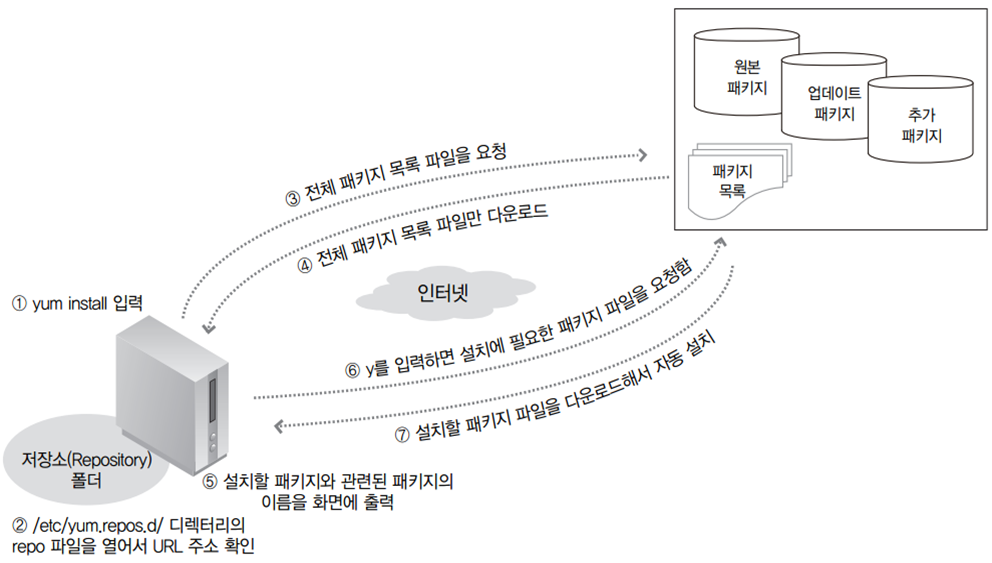 원본
패키지
업데이트
패키지
추가
패키지
패키지
목록
③ 전체 패키지 목록 파일을 요청
④ 전체 패키지 목록 파일만 다운로드
인터넷
① yum install 입력
⑥ y를 입력하면 설치에 필요한 패키지 파일을 요청함
⑦ 설치할 패키지 파일을 다운로드해서 자동 설치
저장소(Repository)
폴더
⑤ 설치할 패키지와 관련된 패키지의
이름을 화면에 출력
② /etc/yum.repos.d/ 디렉터리의
repo 파일을 열어서 URL 주소 확인